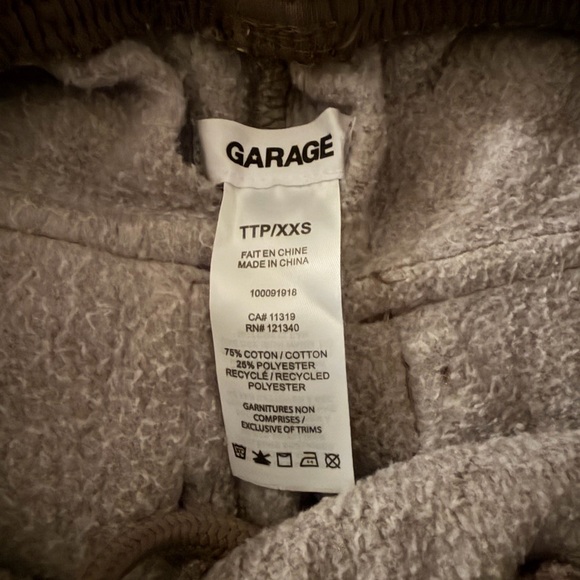 GARAGE
TTP/XXS
FAIT EN CHINE
MADE IN CHINA
100091918
CA# 11319
RN# 121340
75% COTON / COTTON
25% POLYESTER
RECYCLÉ / RECYCLED
POLYESTER
GARNITURES NON
COMPRISES /
EXCLUSIVE OF TRIMS